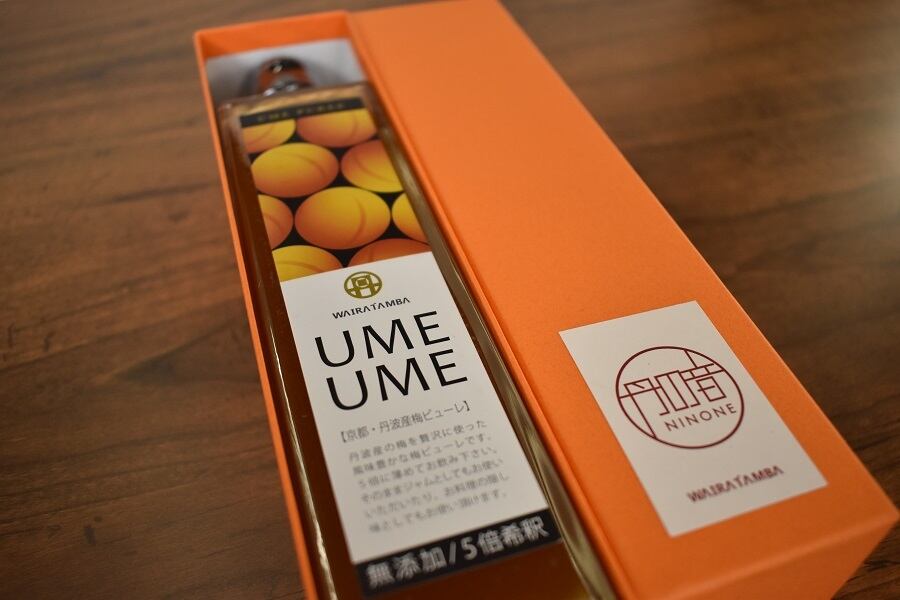 UME PUREE
WAIRATAMBA
UME
UME
【京都・丹波産梅ピューレ】
丹波産の梅を贅沢に使った
風味豊かな梅ピューレです。
5倍に薄めてお飲み下さい。
そのままジャムとしてもお使い
いただいたり、お料理の隠し
味としてもお使い頂けます。
無添加/5倍希釈
NINONE
WAIRATAMBA